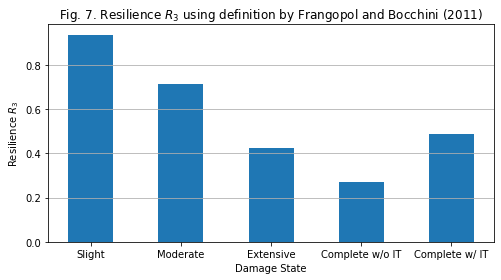 Fig. 7. Resilience R₃ using definition by Frangopol and Bocchini (2011)
Resilience R₃
0.8
0.6
0.4
0.2
0.0
Slight Moderate Extensive Complete w/o IT Complete w/ IT
Damage State